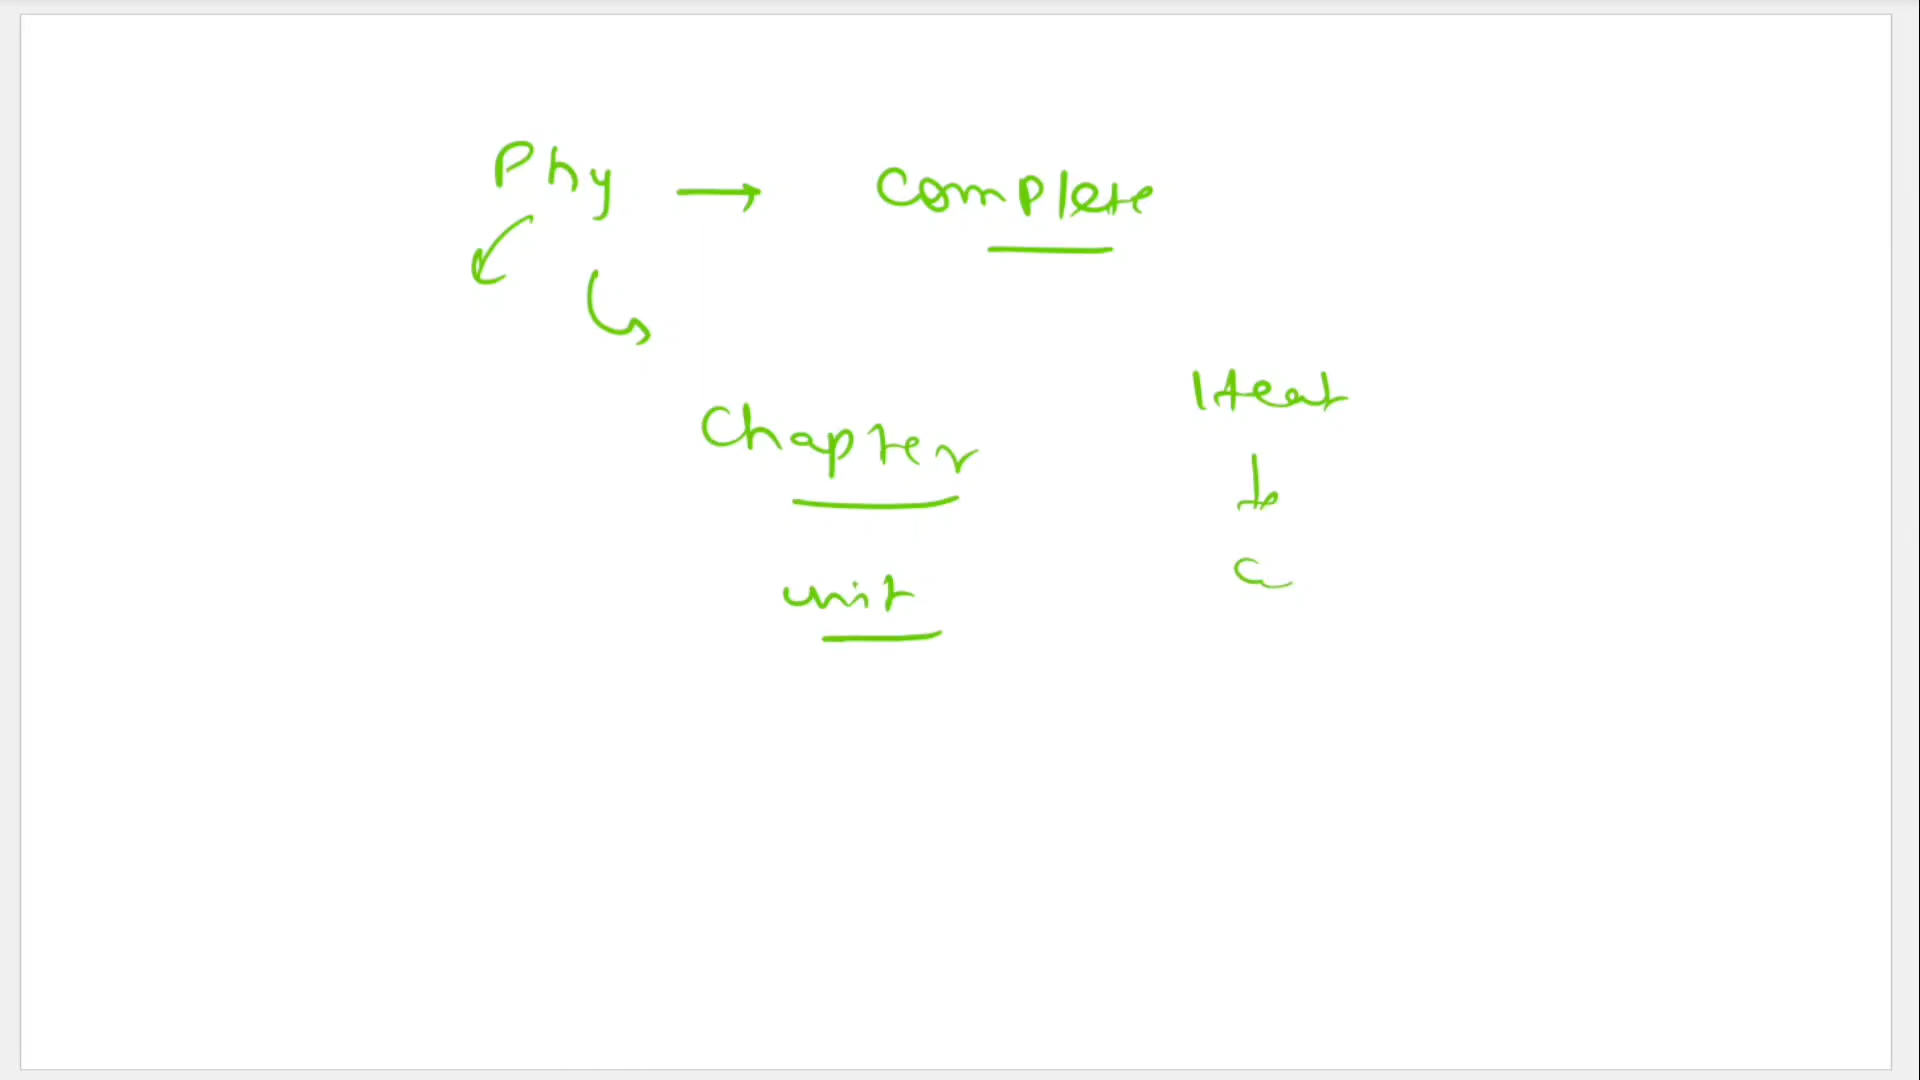 Phy → Complete
Chapter
Heat
unit